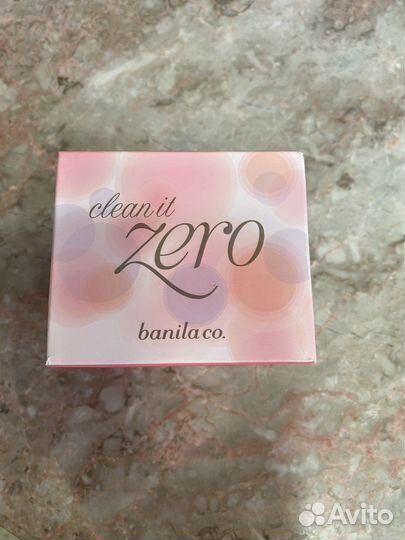 clean it
zero
banila co.
Avito